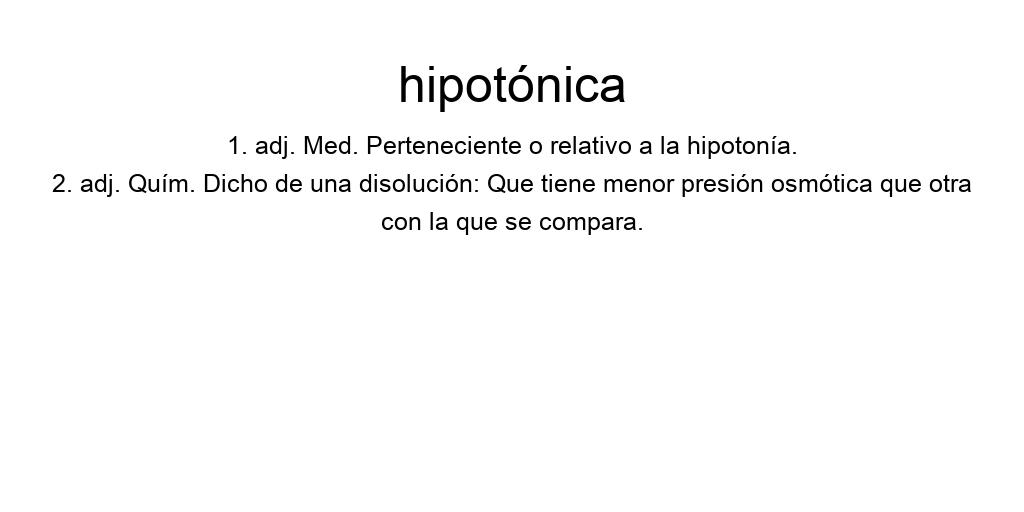 hipotónica
1. adj. Med. Perteneciente o relativo a la hipotonía.
2. adj. Quím. Dicho de una disolución: Que tiene menor presión osmótica que otra
con la que se compara.